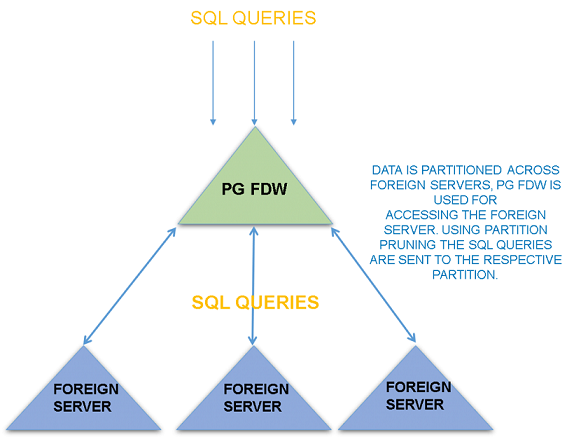 SQL QUERIES
PG FDW
DATA IS PARTITIONED ACROSS
FOREIGN SERVERS, PG FDW IS
USED FOR
ACCESSING THE FOREIGN
SERVER. USING PARTITION
PRUNING THE SQL QUERIES
ARE SENT TO THE RESPECTIVE
PARTITION.
SQL QUERIES
FOREIGN
SERVER
FOREIGN
SERVER
FOREIGN
SERVER